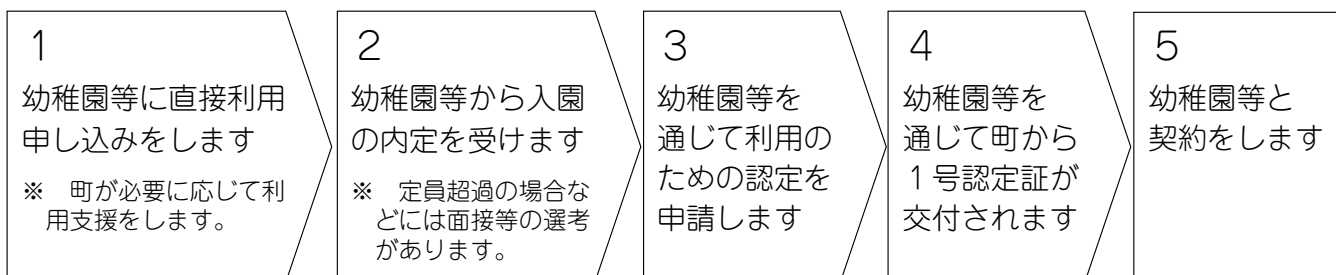 1
幼稚園等に直接利用
申し込みをします
※　町が必要に応じて利
用支援をします。
2
幼稚園等から入園
の内定を受けます
※　定員超過の場合な
どには面接等の選考
があります。
3
幼稚園等を
通じて利用の
ための認定を
申請します
4
幼稚園等を
通じて町から
１号認定証が
交付されます
5
幼稚園等と
契約をします